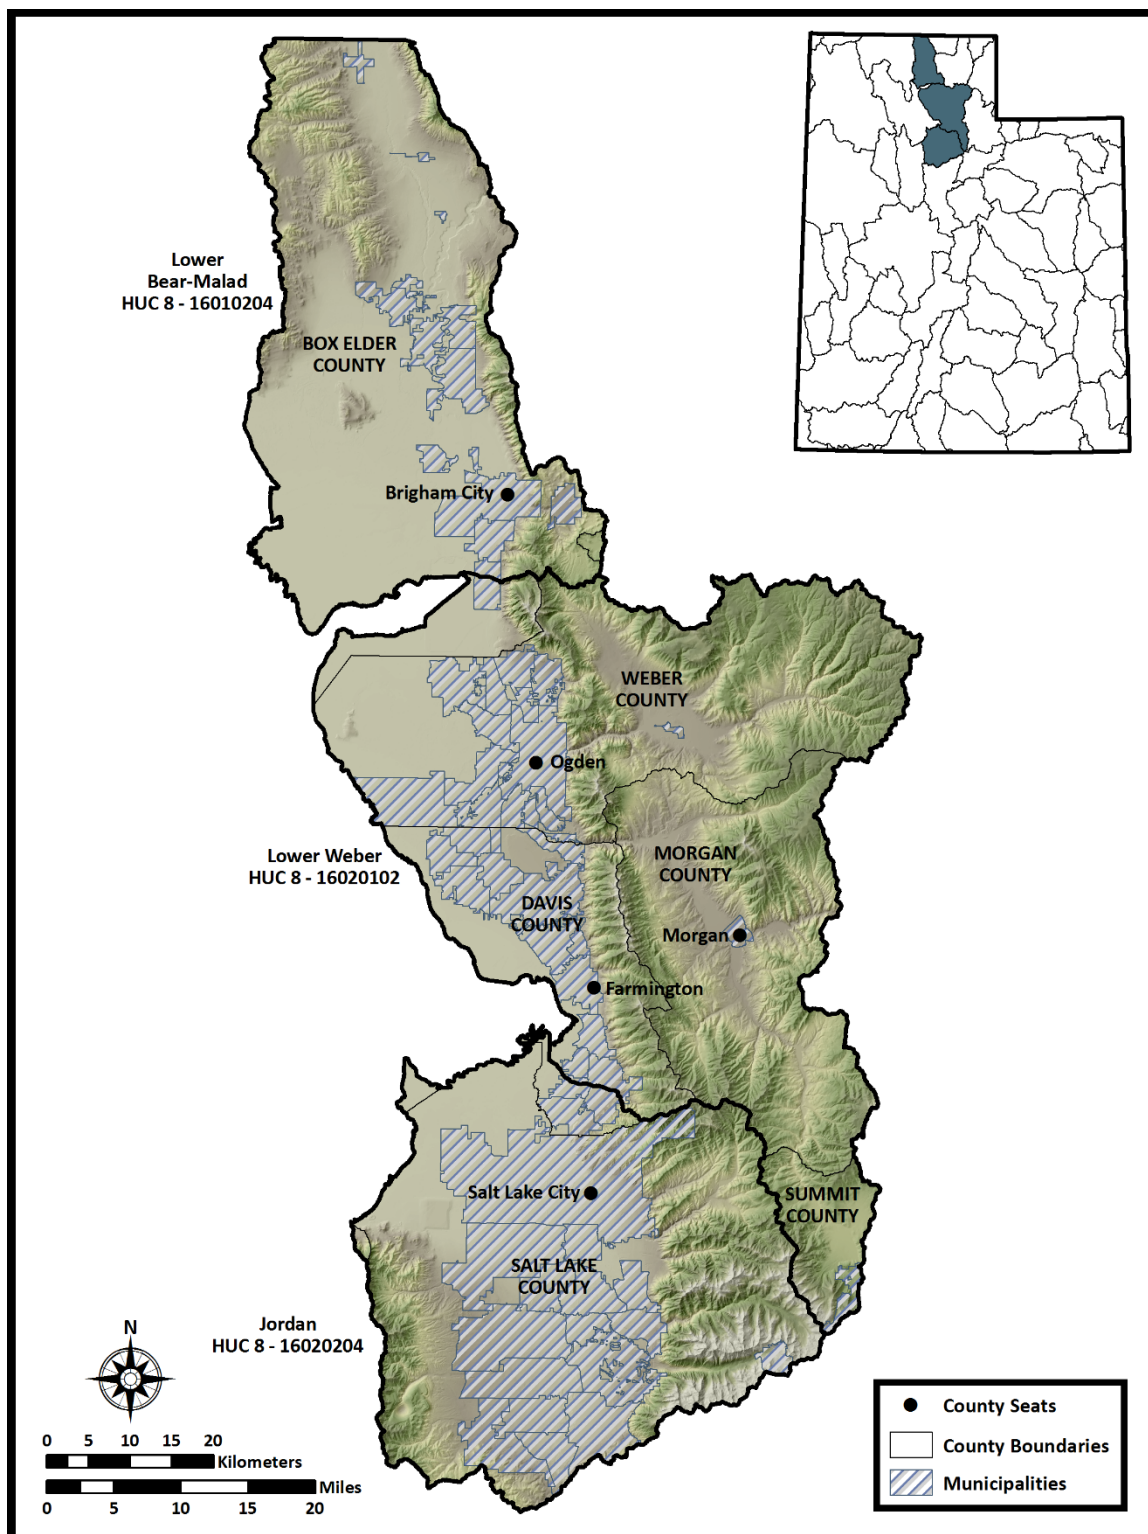 Lower
Bear-Malad
HUC 8 - 16010204
BOX ELDER
COUNTY
Brigham City
WEBER
COUNTY
Ogden
Lower Weber
HUC 8 - 16020102
MORGAN
COUNTY
DAVIS
COUNTY
Morgan
Farmington
Salt Lake City
SUMMIT
COUNTY
SALT LAKE
COUNTY
Jordan
HUC 8 - 16020204
N
0 5 10 15 20
Kilometers
Miles
0 5 10 15 20
County Seats
County Boundaries
Municipalities